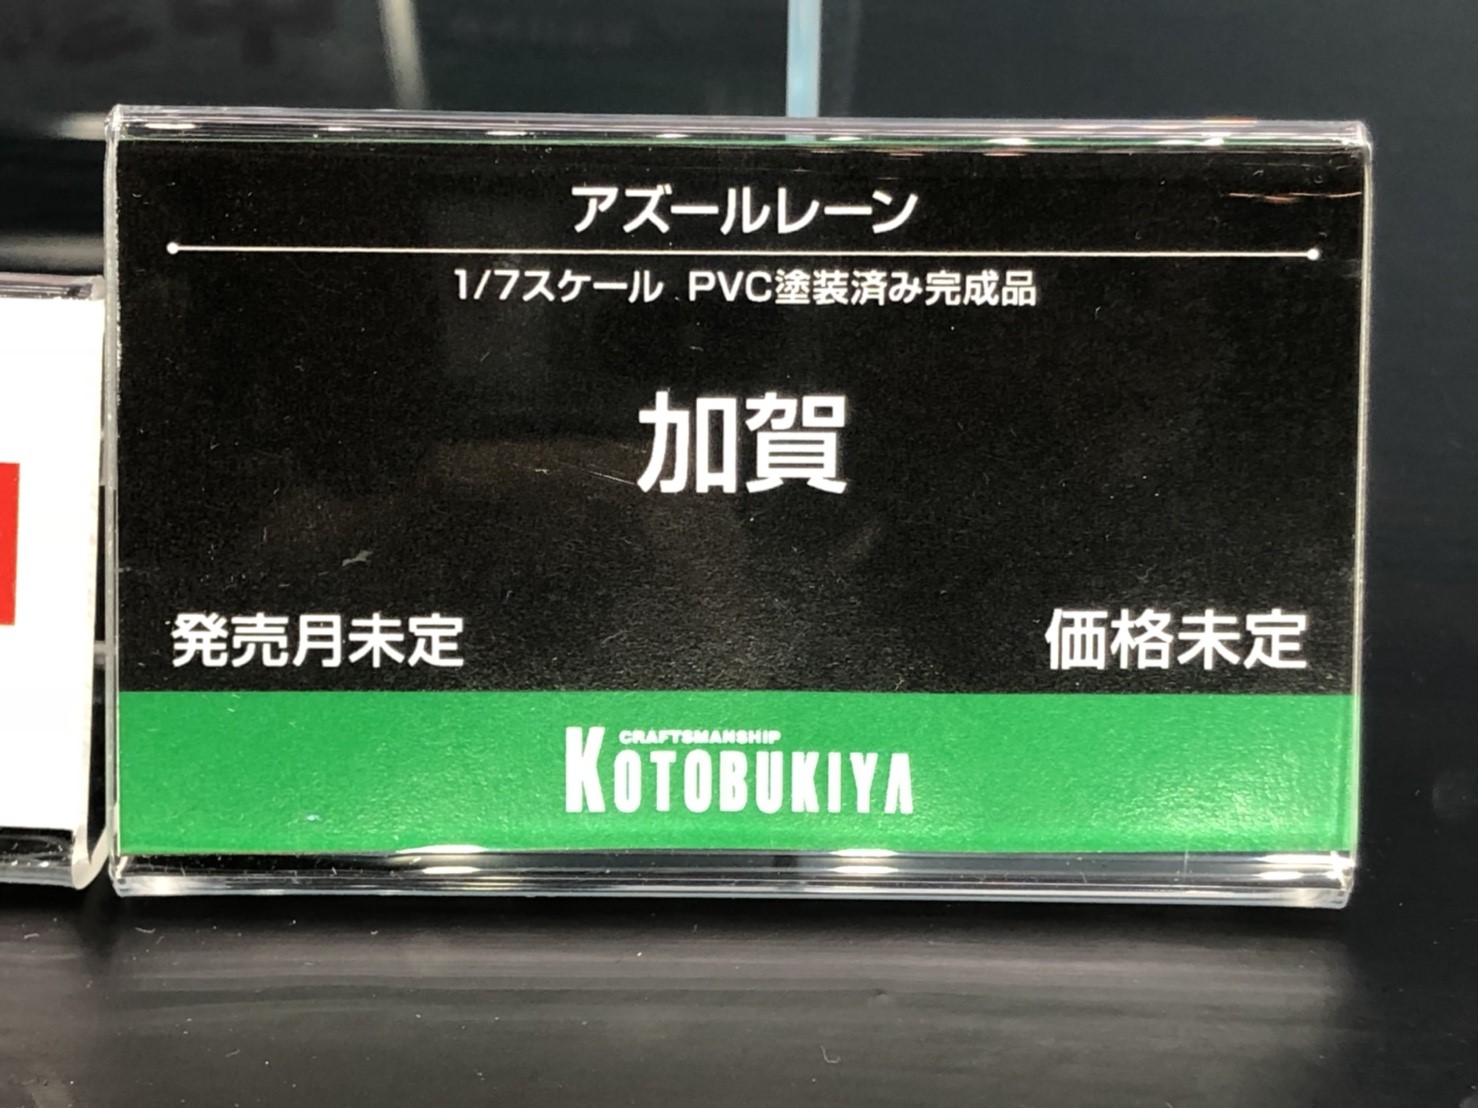 アズールレーン
1/7スケール PVC塗装済み完成品
加賀
発売月未定
価格未定
CRAFTSMANSHIP
KOTOBUKIYA